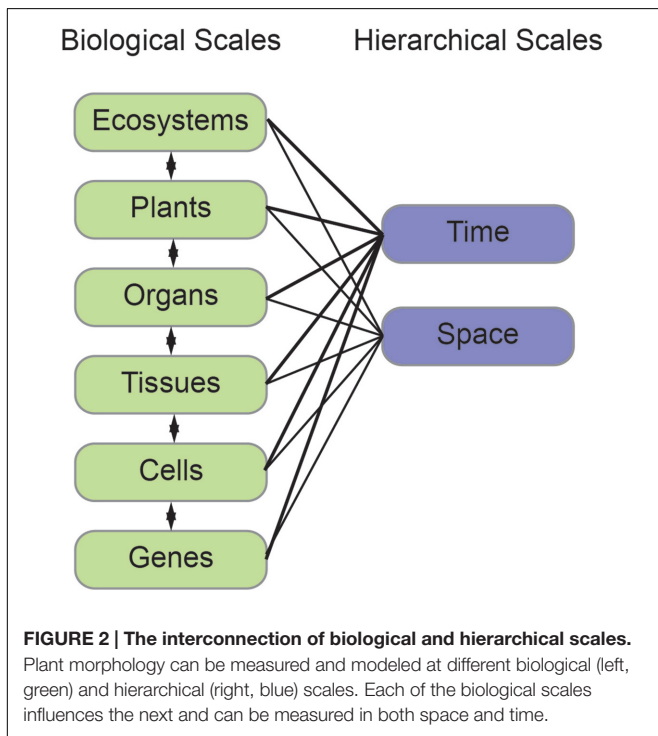 Biological Scales
Hierarchical Scales
Ecosystems
Plants
Organs
Tissues
Cells
Genes
Time
Space
FIGURE 2 | The interconnection of biological and hierarchical scales.
Plant morphology can be measured and modeled at different biological (left,
green) and hierarchical (right, blue) scales. Each of the biological scales
influences the next and can be measured in both space and time.